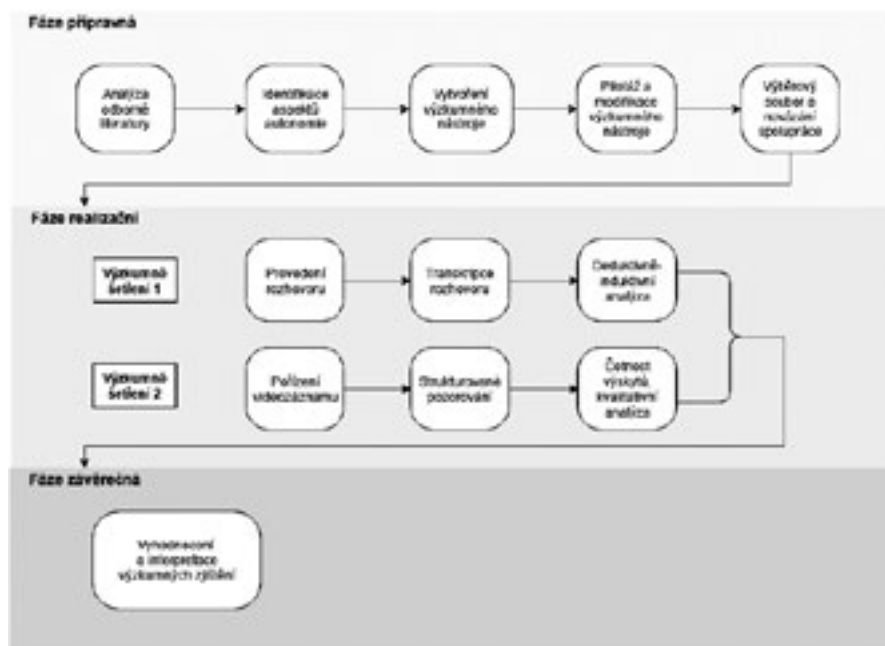 Fáze přípravná
Analýza
odborné
literatury
Identifikace
aspektů
autonomie
Vytvoření
výzkumného
nástroje
Pilotáž a
modifikace
výzkumného
nástroje
Výběrový
soubor a
navázání
spolupráce
Fáze realizační
Výzkumné
šetření 1
Provedení
rozhovoru
Transkripce
rozhovoru
Deduktivně-
induktivní
analýza
Výzkumné
šetření 2
Pořízení
videozáznamu
Strukturované
pozorování
Četnost
výskytů,
kvalitativní
analýza
Fáze závěrečná
Vyhodnocení
a interpretace
výzkumných zjištění